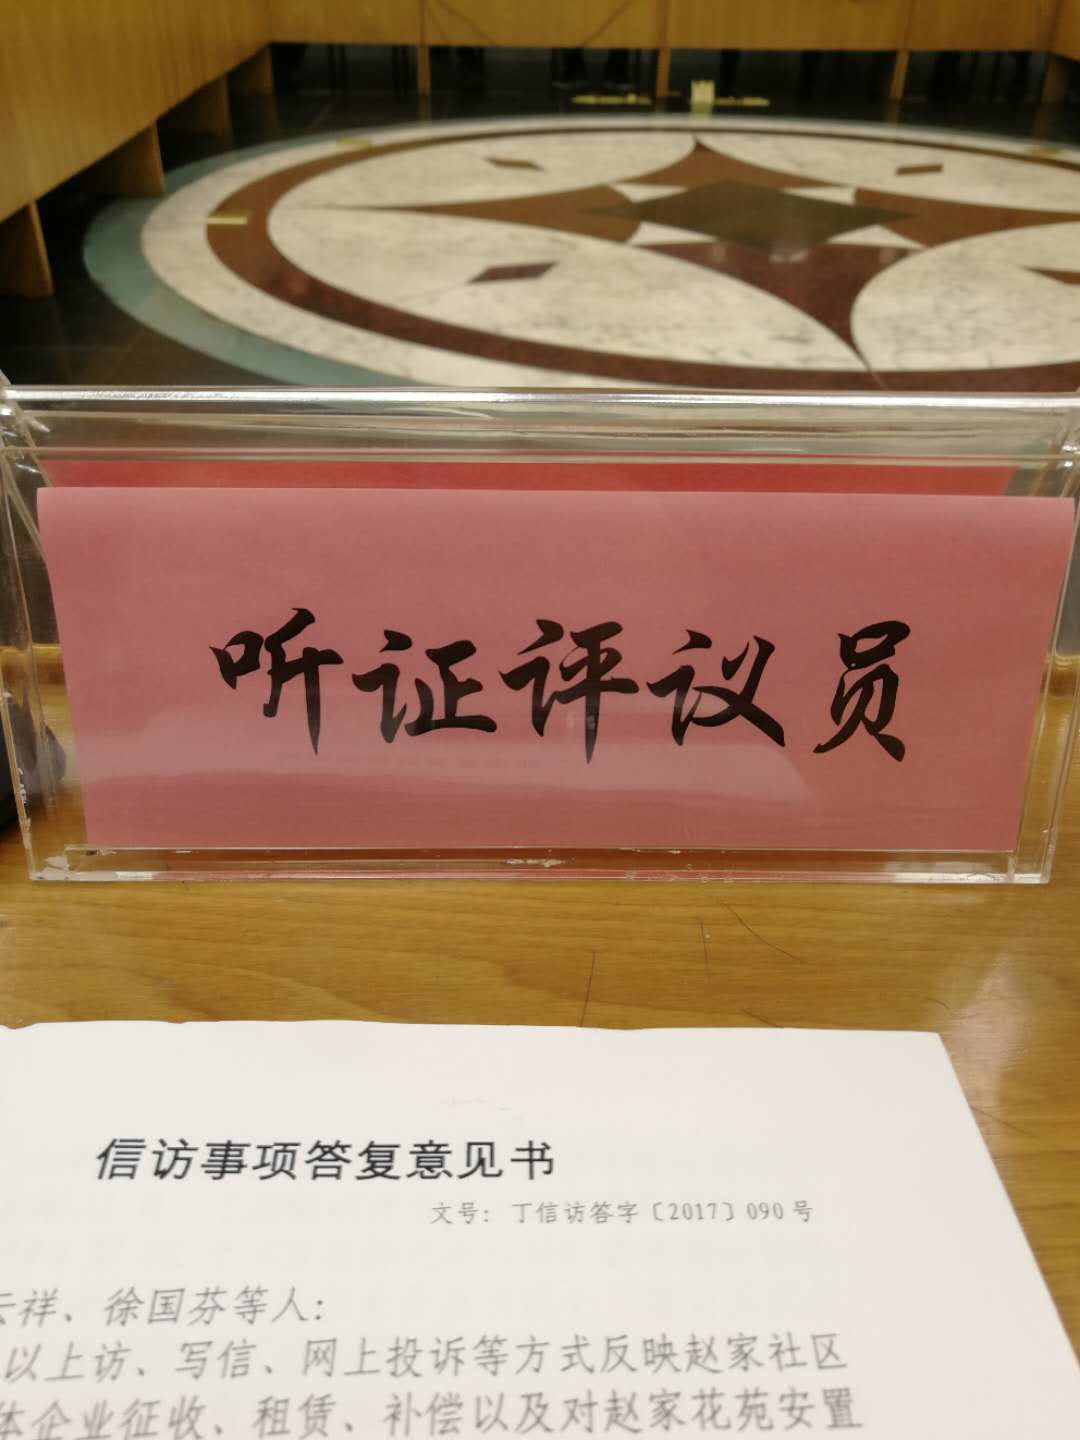 听证评议员
信访事项答复意见书
文号：丁信访答字〔2017〕090号
云祥、徐国芬等人：
以上访、写信、网上投诉等方式反映赵家社区
体企业征收、租赁、补偿以及对赵家花苑安置